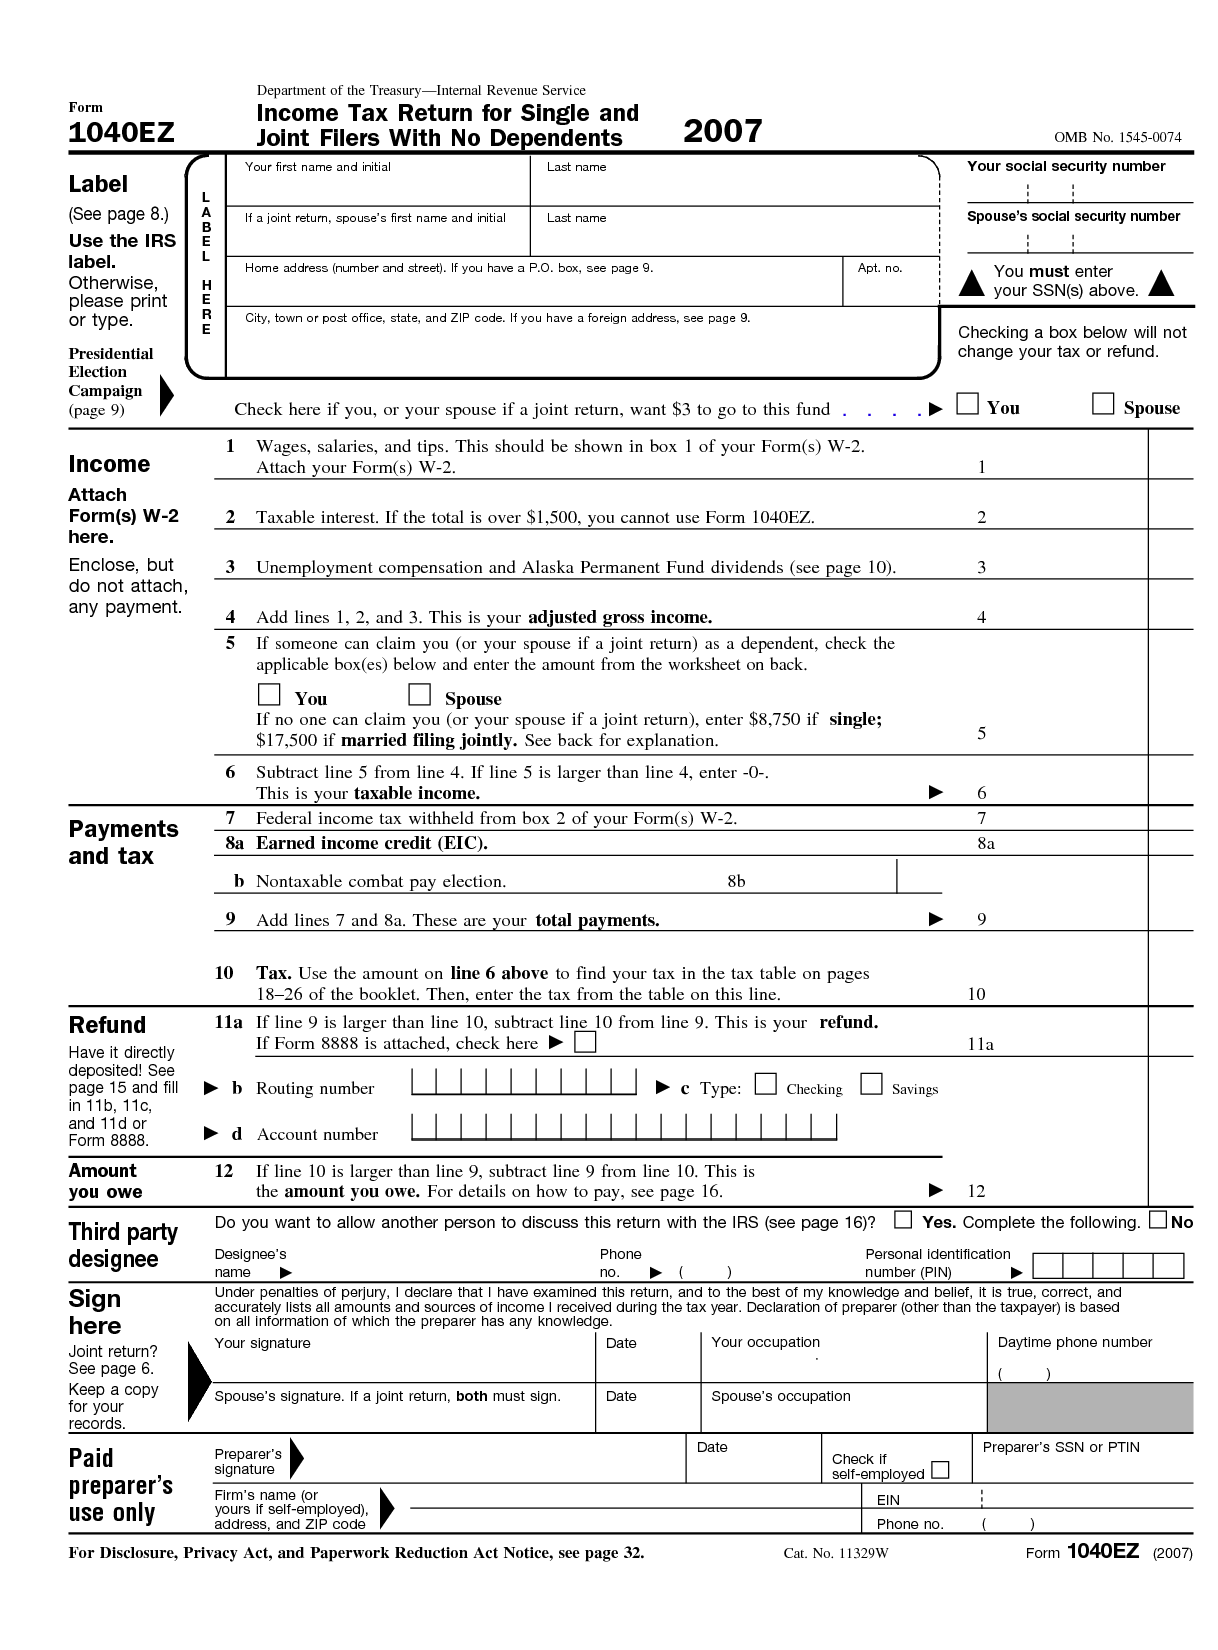 Department of the Treasury—Internal Revenue Service
Form
1040EZ
Income Tax Return for Single and
Joint Filers With No Dependents
2007
OMB No. 1545-0074
Label
(See page 8.)
Use the IRS
label.
Otherwise,
please print
or type.
Presidential
Election
Campaign
(page 9)
LABEL HERE
Your first name and initial
Last name
If a joint return, spouse's first name and initial
Last name
Home address (number and street). If you have a P.O. box, see page 9.
Apt. no.
City, town or post office, state, and ZIP code. If you have a foreign address, see page 9.
Your social security number
Spouse's social security number
You must enter
your SSN(s) above.
Checking a box below will not
change your tax or refund.
Check here if you, or your spouse if a joint return, want $3 to go to this fund . . . . ▶ You Spouse
Income
Attach
Form(s) W-2
here.
Enclose, but
do not attach,
any payment.
1 Wages, salaries, and tips. This should be shown in box 1 of your Form(s) W-2.
Attach your Form(s) W-2. 1
2 Taxable interest. If the total is over $1,500, you cannot use Form 1040EZ. 2
3 Unemployment compensation and Alaska Permanent Fund dividends (see page 10). 3
4 Add lines 1, 2, and 3. This is your adjusted gross income. 4
5 If someone can claim you (or your spouse if a joint return) as a dependent, check the
applicable box(es) below and enter the amount from the worksheet on back.
You Spouse
If no one can claim you (or your spouse if a joint return), enter $8,750 if single;
$17,500 if married filing jointly. See back for explanation. 5
6 Subtract line 5 from line 4. If line 5 is larger than line 4, enter -0-.
This is your taxable income. ▶ 6
Payments
and tax
7 Federal income tax withheld from box 2 of your Form(s) W-2. 7
8a Earned income credit (EIC). 8a
b Nontaxable combat pay election. 8b
9 Add lines 7 and 8a. These are your total payments. ▶ 9
10 Tax. Use the amount on line 6 above to find your tax in the tax table on pages
18–26 of the booklet. Then, enter the tax from the table on this line. 10
Refund
Have it directly
deposited! See
page 15 and fill
in 11b, 11c,
and 11d or
Form 8888.
11a If line 9 is larger than line 10, subtract line 10 from line 9. This is your refund.
If Form 8888 is attached, check here ▶ 11a
▶ b Routing number ▶ c Type: Checking Savings
▶ d Account number
Amount
you owe
12 If line 10 is larger than line 9, subtract line 9 from line 10. This is
the amount you owe. For details on how to pay, see page 16. ▶ 12
Third party
designee
Do you want to allow another person to discuss this return with the IRS (see page 16)? Yes. Complete the following. No
Designee's
name ▶
Phone
no. ▶ ( )
Personal identification
number (PIN) ▶
Sign
here
Joint return?
See page 6.
Keep a copy
for your
records.
Under penalties of perjury, I declare that I have examined this return, and to the best of my knowledge and belief, it is true, correct, and
accurately lists all amounts and sources of income I received during the tax year. Declaration of preparer (other than the taxpayer) is based
on all information of which the preparer has any knowledge.
Your signature
Date
Your occupation
Daytime phone number
( )
Spouse's signature. If a joint return, both must sign.
Date
Spouse's occupation
Paid
preparer's
use only
Preparer's
signature
Date
Check if
self-employed
Preparer's SSN or PTIN
Firm's name (or
yours if self-employed),
address, and ZIP code
EIN
Phone no. ( )
For Disclosure, Privacy Act, and Paperwork Reduction Act Notice, see page 32.
Cat. No. 11329W
Form 1040EZ (2007)